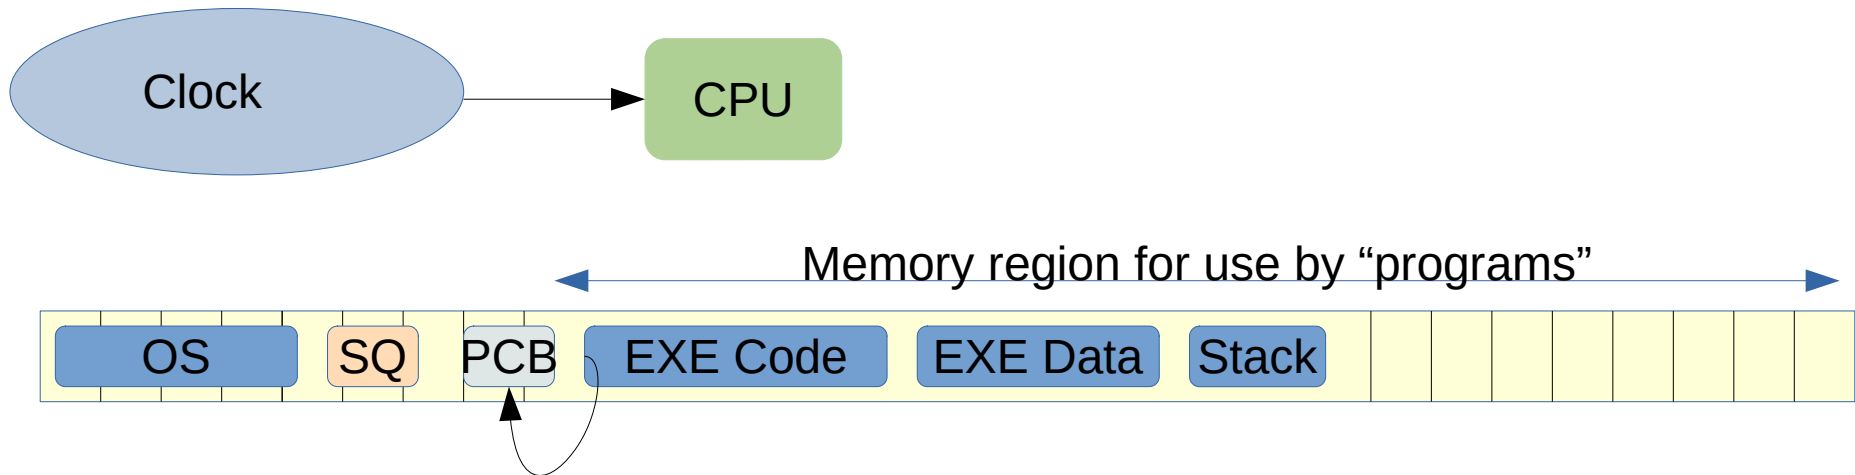 Clock
CPU
Memory region for use by “programs”
OS
SQ
PCB
EXE Code
EXE Data
Stack